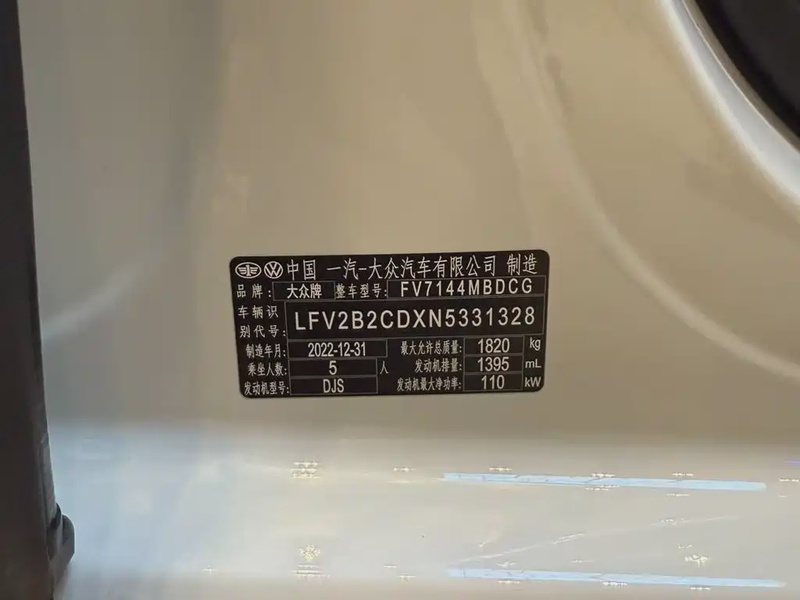 中国 一汽-大众汽车有限公司 制造
品牌: 大众牌 整车型号: FV7144MBDCG
车辆识别代号: LFV2B2CDXN5331328
制造年月: 2022-12-31 最大允许总质量: 1820 kg
乘坐人数: 5 人 发动机排量: 1395 mL
发动机型号: DJS 发动机最大净功率: 110 kW